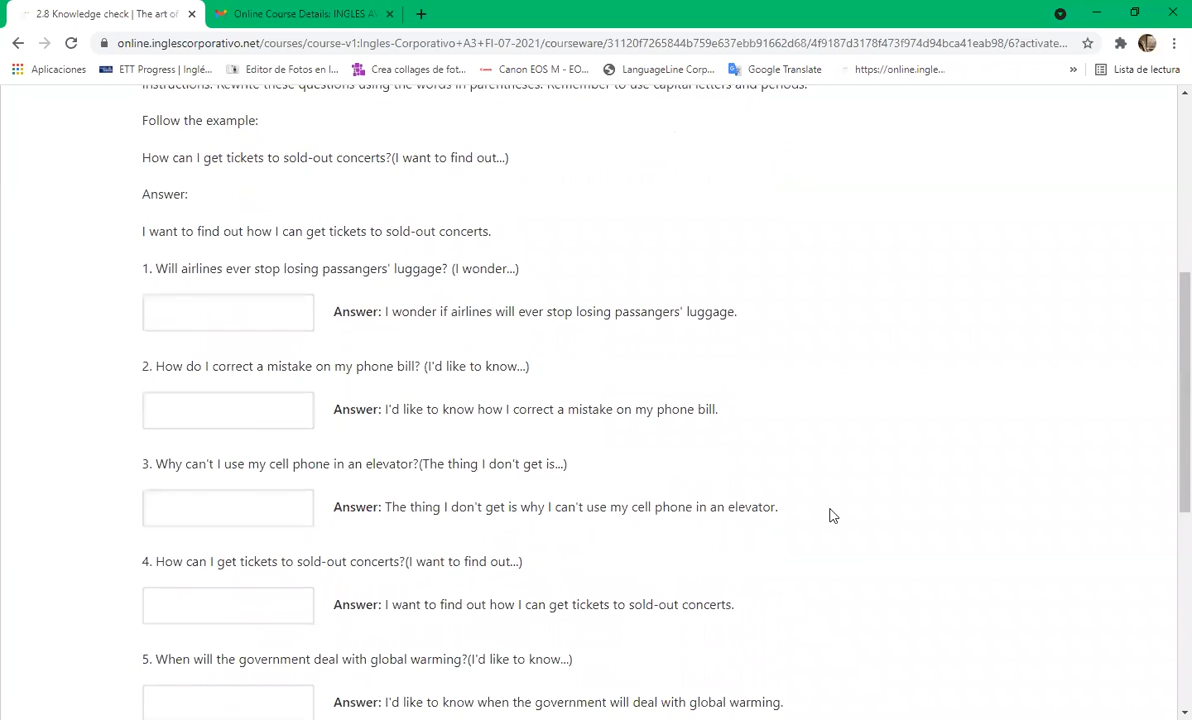 2.8 Knowledge check | The art of
Online Course Details: INGLES A
online.inglescorporativo.net/courses/course-v1:Ingles-Corporativo+A3+FI-07-2021/courseware/31120f7265844b759e637ebb91662d68/4f9187d3178f473f974d94bca41eab98/6?activate...
Aplicaciones ETT Progress | Inglé... Editor de Fotos en l... Crea collages de fot... Canon EOS M - EO... LanguageLine Corp... Google Translate https://online.ingle... » Lista de lectura
Instructions: Rewrite these questions using the words in parentheses. Remember to use capital letters and periods.
Follow the example:
How can I get tickets to sold-out concerts?(I want to find out...)
Answer:
I want to find out how I can get tickets to sold-out concerts.
1. Will airlines ever stop losing passangers' luggage? (I wonder...)
Answer: I wonder if airlines will ever stop losing passangers' luggage.
2. How do I correct a mistake on my phone bill? (I'd like to know...)
Answer: I'd like to know how I correct a mistake on my phone bill.
3. Why can't I use my cell phone in an elevator?(The thing I don't get is...)
Answer: The thing I don't get is why I can't use my cell phone in an elevator.
4. How can I get tickets to sold-out concerts?(I want to find out...)
Answer: I want to find out how I can get tickets to sold-out concerts.
5. When will the government deal with global warming?(I'd like to know...)
Answer: I'd like to know when the government will deal with global warming.